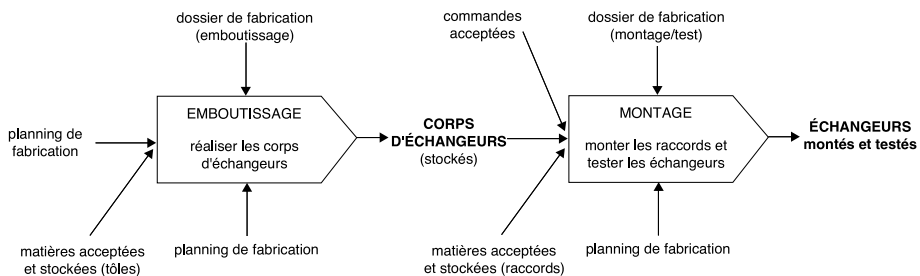 dossier de fabrication
(emboutissage)
commandes
acceptées
dossier de fabrication
(montage/test)
planning de
fabrication
EMBOUTISSAGE
réaliser les corps
d'échangeurs
CORPS
D'ÉCHANGEURS
(stockés)
MONTAGE
monter les raccords et
tester les échangeurs
ÉCHANGEURS
montés et testés
matières acceptées
et stockées (tôles)
planning de fabrication
matières acceptées
et stockées (raccords)
planning de fabrication